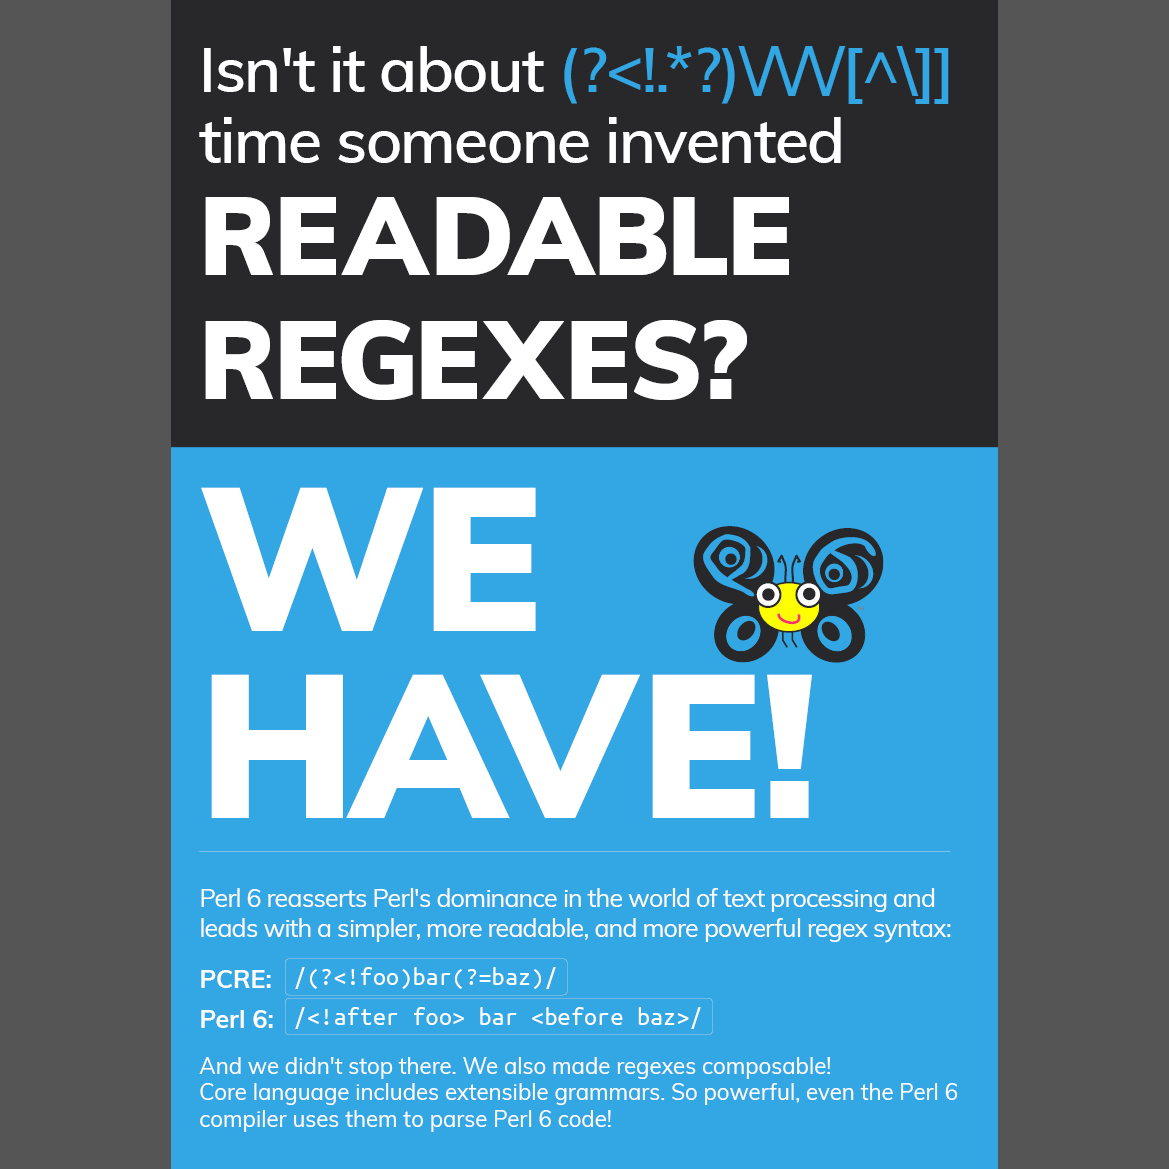 Isn't it about (?<!.*?)\/\/\/[^\]]
time someone invented
READABLE
REGEXES?
WE
HAVE!
Perl 6 reasserts Perl's dominance in the world of text processing and
leads with a simpler, more readable, and more powerful regex syntax:
PCRE: /(?<!foo)bar(?=baz)/
Perl 6: /<!after foo> bar <before baz>/
And we didn't stop there. We also made regexes composable!
Core language includes extensible grammars. So powerful, even the Perl 6
compiler uses them to parse Perl 6 code!